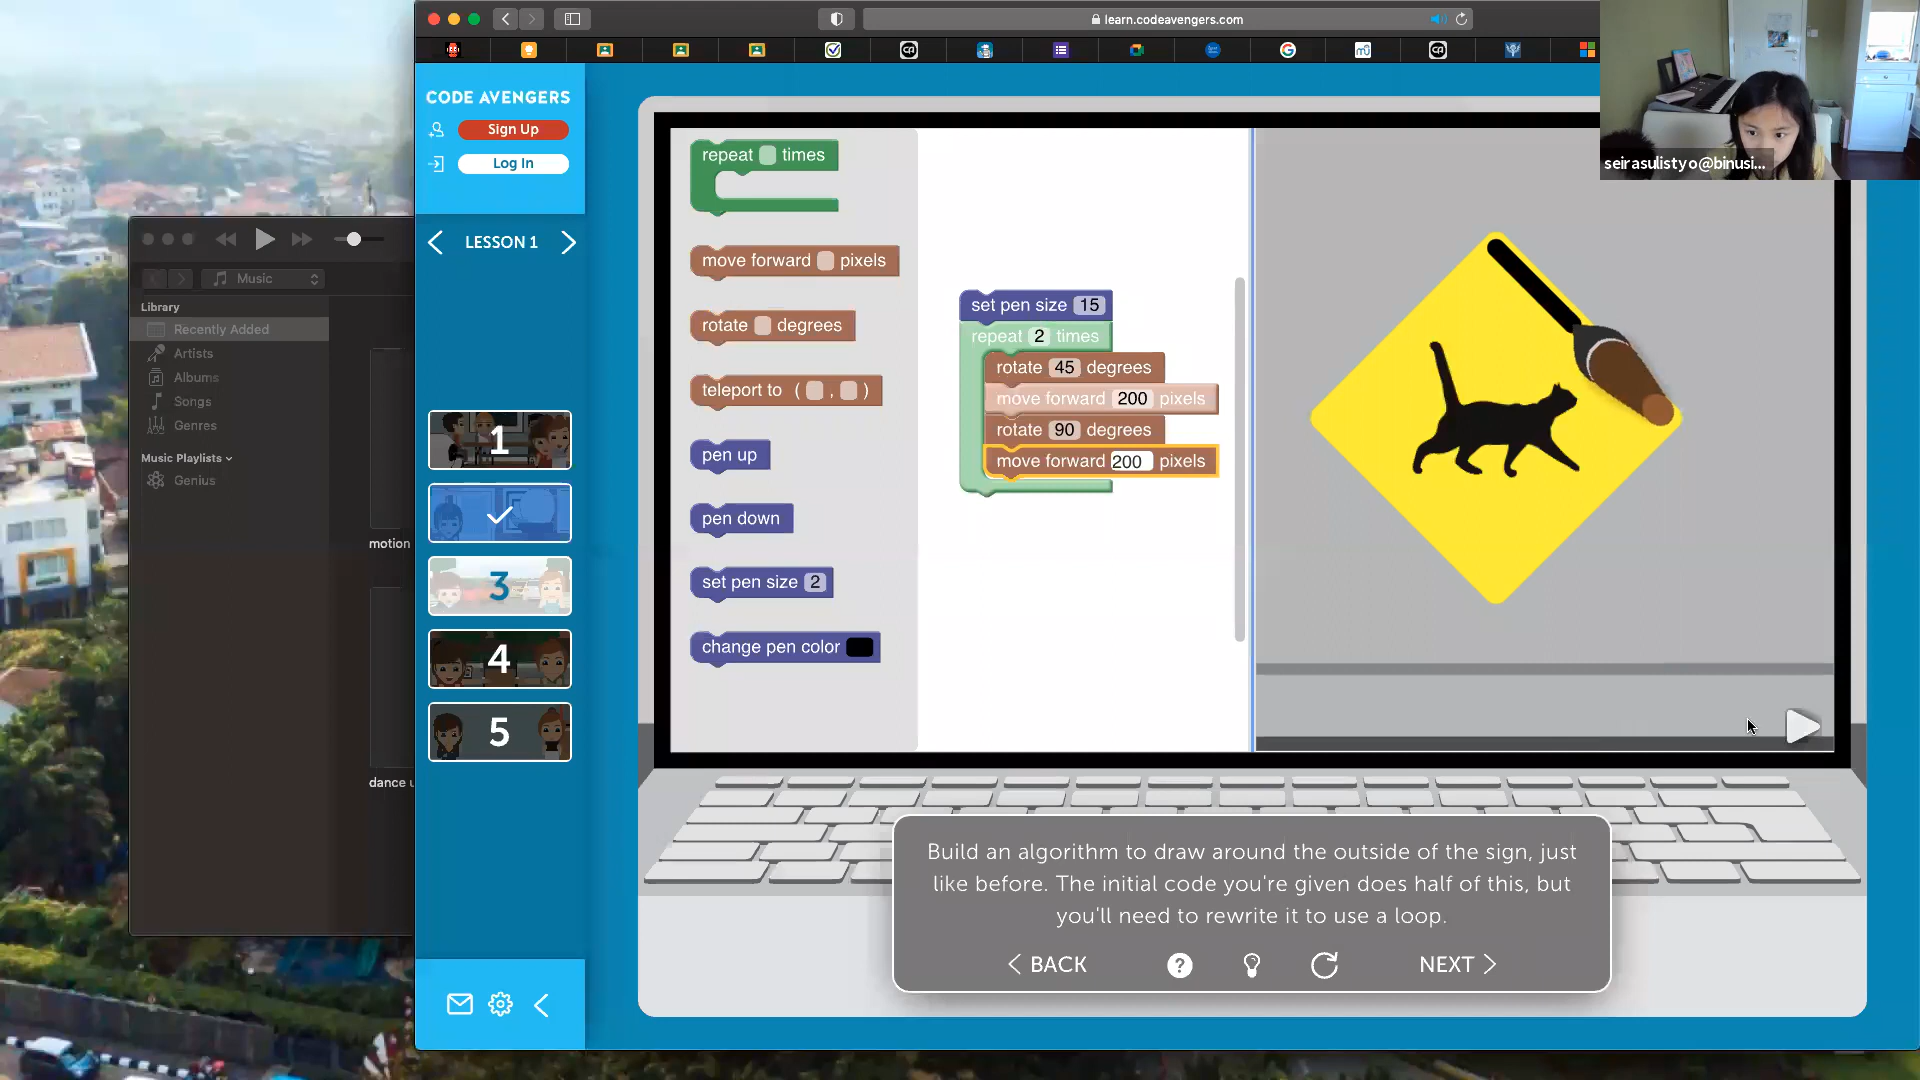 learn.codeavengers.com
CODE AVENGERS
Sign Up
Log In
LESSON 1
1
3
4
5
Music
Library
Recently Added
Artists
Albums
Songs
Genres
Music Playlists
Genius
motion
dance u
repeat times
move forward pixels
rotate degrees
teleport to ( , )
pen up
pen down
set pen size 2
change pen color
set pen size 15
repeat 2 times
rotate 45 degrees
move forward 200 pixels
rotate 90 degrees
move forward 200 pixels
seirasulistyo@binusi...
Build an algorithm to draw around the outside of the sign, just
like before. The initial code you're given does half of this, but
you'll need to rewrite it to use a loop.
< BACK
?
NEXT >